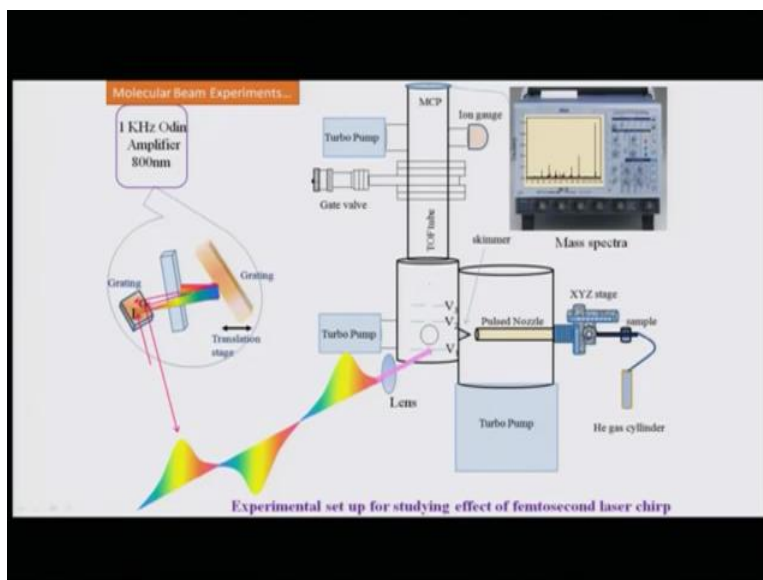 Molecular Beam Experiments...
1 KHz Odin
Amplifier
800nm
Grating
Grating
Translation
stage
MCP
Ion gauge
Turbo Pump
Gate valve
TOF tube
skimmer
Mass spectra
V
V
V
Turbo Pump
Pulsed Nozzle
XYZ stage
sample
Lens
Turbo Pump
He gas cyllinder
Experimental set up for studying effect of femtosecond laser chirp